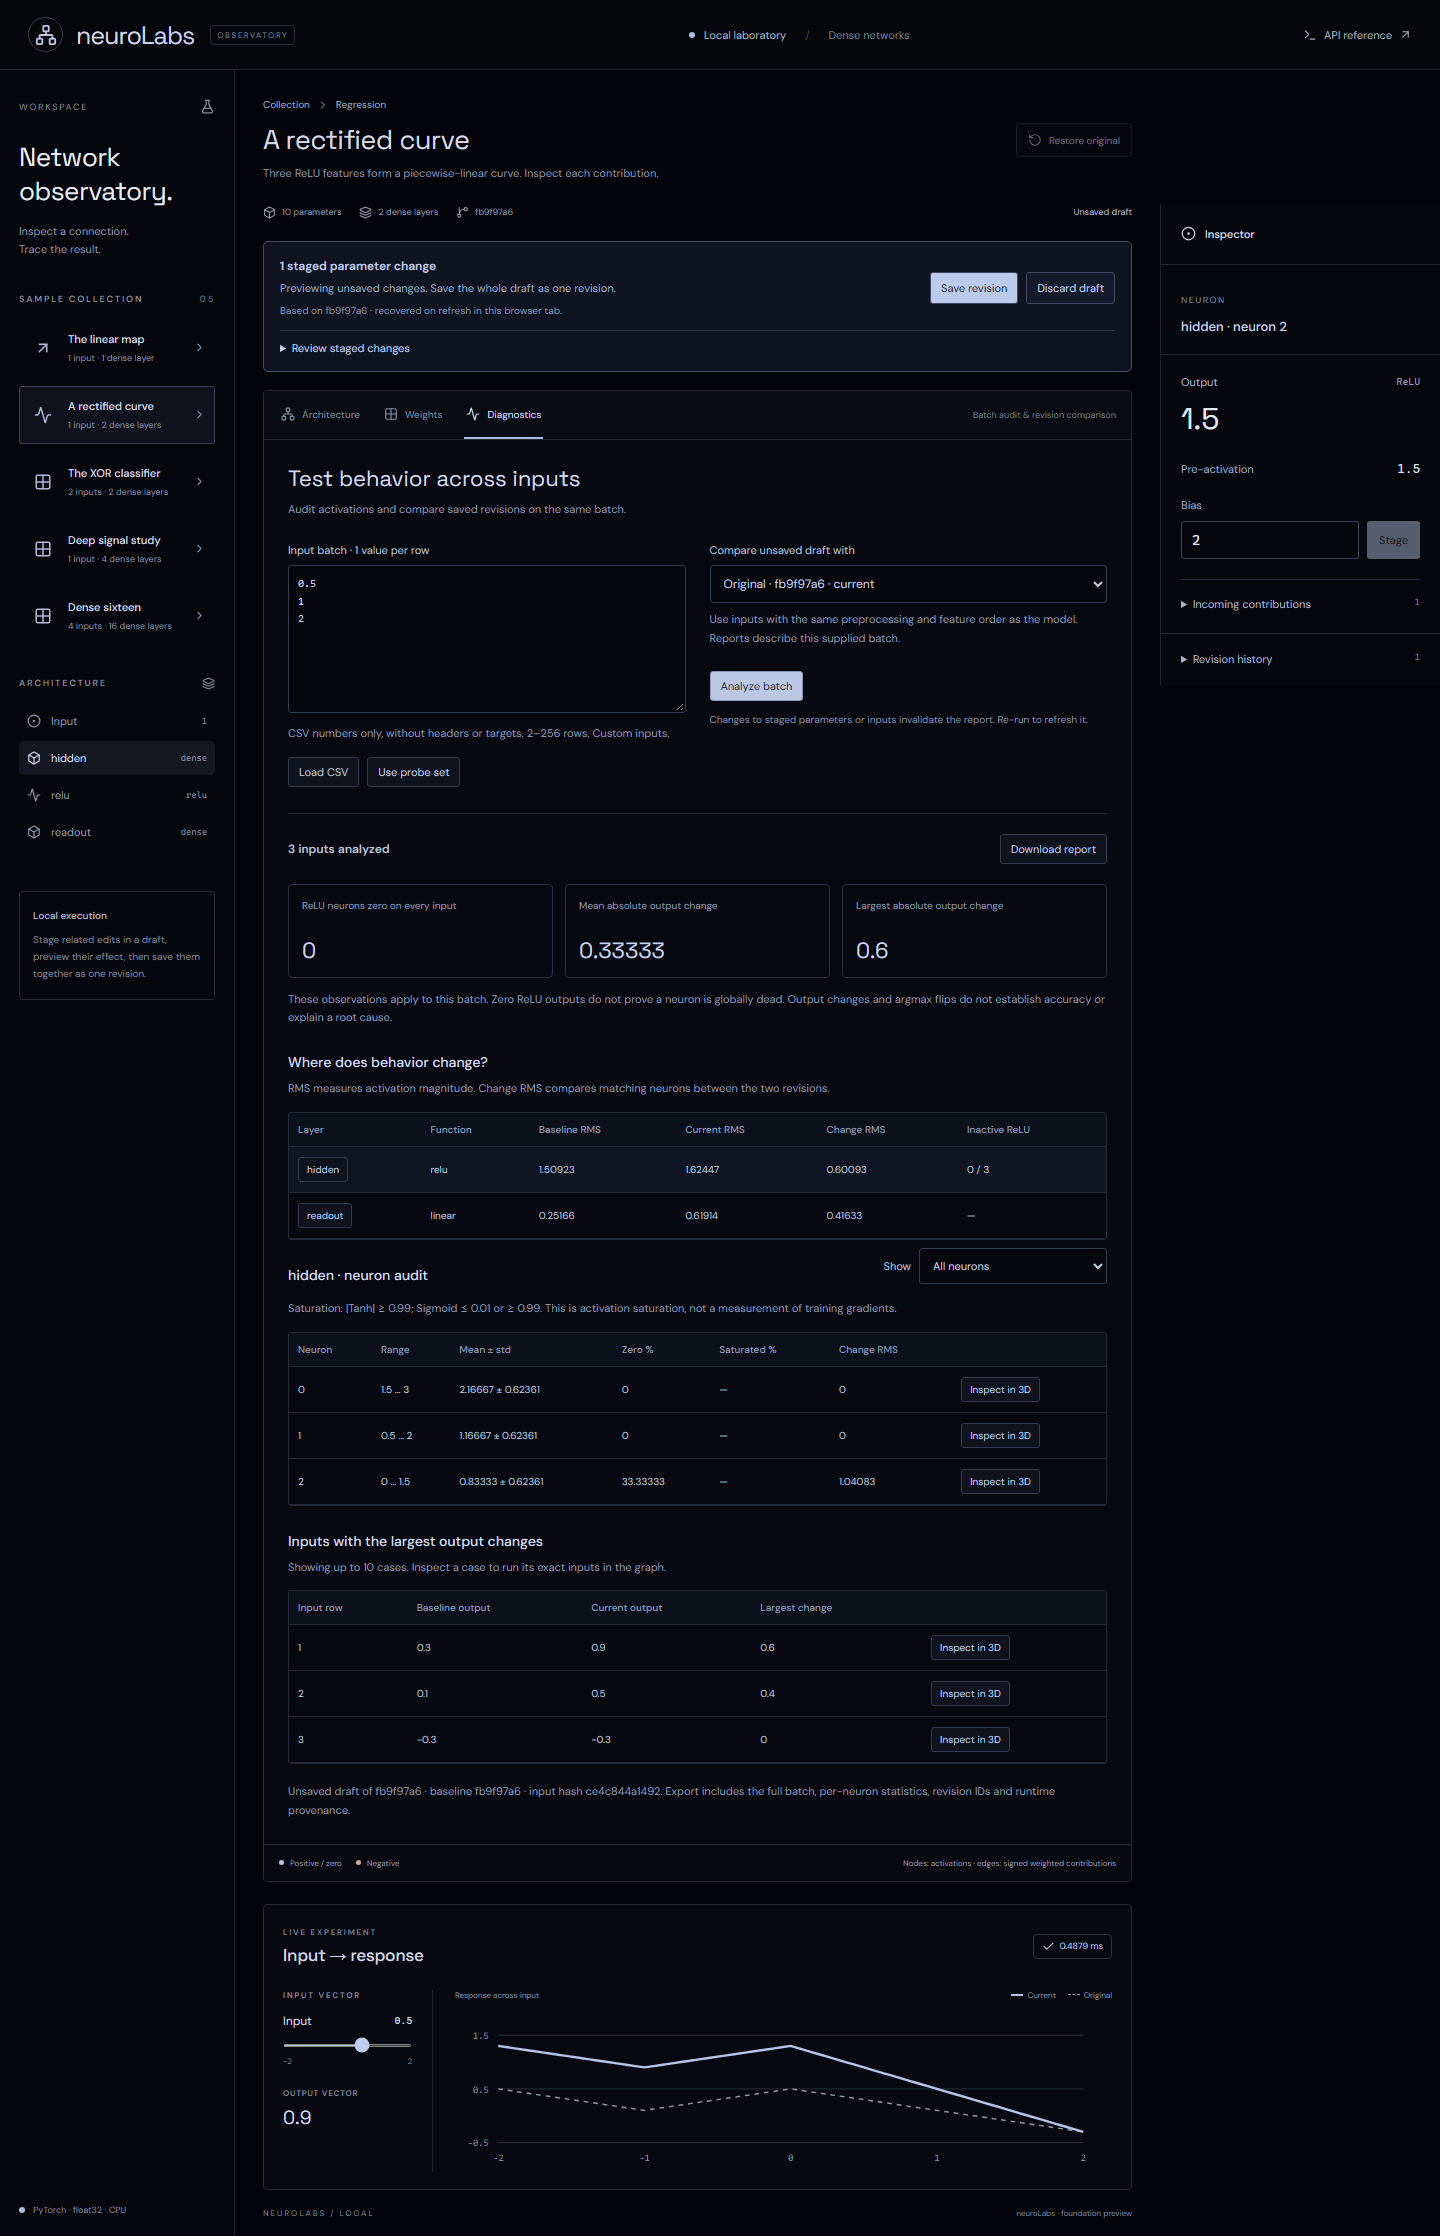 neuroLabs
OBSERVATORY
Local laboratory / Dense networks
API reference
WORKSPACE
Network
observatory.
Inspect a connection.
Trace the result.
SAMPLE COLLECTION 05
The linear map
1 input · 1 dense layer
A rectified curve
1 input · 2 dense layers
The XOR classifier
2 inputs · 2 dense layers
Deep signal study
1 input · 4 dense layers
Dense sixteen
4 inputs · 16 dense layers
ARCHITECTURE
Input 1
hidden dense
relu relu
readout dense
Local execution
Stage related edits in a draft,
preview their effect, then save them
together as one revision.
PyTorch · float32 · CPU
Collection > Regression
A rectified curve
Restore original
Three ReLU features form a piecewise-linear curve. Inspect each contribution.
10 parameters 2 dense layers fb9f97a6 Unsaved draft
1 staged parameter change
Previewing unsaved changes. Save the whole draft as one revision.
Based on fb9f97a6 · recovered on refresh in this browser tab.
Save revision Discard draft
Review staged changes
Architecture Weights Diagnostics Batch audit & revision comparison
Test behavior across inputs
Audit activations and compare saved revisions on the same batch.
Input batch · 1 value per row
0.5
1
2
CSV numbers only, without headers or targets. 2–256 rows. Custom inputs.
Load CSV Use probe set
Compare unsaved draft with
Original · fb9f97a6 · current
Use inputs with the same preprocessing and feature order as the model.
Reports describe this supplied batch.
Analyze batch
Changes to staged parameters or inputs invalidate the report. Re-run to refresh it.
3 inputs analyzed Download report
ReLU neurons zero on every input
0
Mean absolute output change
0.33333
Largest absolute output change
0.6
These observations apply to this batch. Zero ReLU outputs do not prove a neuron is globally dead. Output changes and argmax flips do not establish accuracy or
explain a root cause.
Where does behavior change?
RMS measures activation magnitude. Change RMS compares matching neurons between the two revisions.
Layer Function Baseline RMS Current RMS Change RMS Inactive ReLU
hidden relu 1.50923 1.62447 0.60093 0 / 3
readout linear 0.25166 0.61914 0.41633 —
hidden · neuron audit Show All neurons
Saturation: |Tanh| ≥ 0.99; Sigmoid ≤ 0.01 or ≥ 0.99. This is activation saturation, not a measurement of training gradients.
Neuron Range Mean ± std Zero % Saturated % Change RMS
0 1.5 … 3 2.16667 ± 0.62361 0 — 0 Inspect in 3D
1 0.5 … 2 1.16667 ± 0.62361 0 — 0 Inspect in 3D
2 0 … 1.5 0.83333 ± 0.62361 33.33333 — 1.04083 Inspect in 3D
Inputs with the largest output changes
Showing up to 10 cases. Inspect a case to run its exact inputs in the graph.
Input row Baseline output Current output Largest change
1 0.3 0.9 0.6 Inspect in 3D
2 0.1 0.5 0.4 Inspect in 3D
3 -0.3 -0.3 0 Inspect in 3D
Unsaved draft of fb9f97a6 · baseline fb9f97a6 · input hash ce4c844a1492. Export includes the full batch, per-neuron statistics, revision IDs and runtime
provenance.
Positive / zero Negative Nodes: activations · edges: signed weighted contributions
LIVE EXPERIMENT
Input → response
0.4879 ms
INPUT VECTOR
Input 0.5
-2 2
OUTPUT VECTOR
0.9
Response across input Current Original
1.5
0.5
-0.5
-2 -1 0 1 2
NEUROLABS / LOCAL neuroLabs · foundation preview
Inspector
NEURON
hidden · neuron 2
Output ReLU
1.5
Pre-activation 1.5
Bias
2 Stage
Incoming contributions 1
Revision history 1